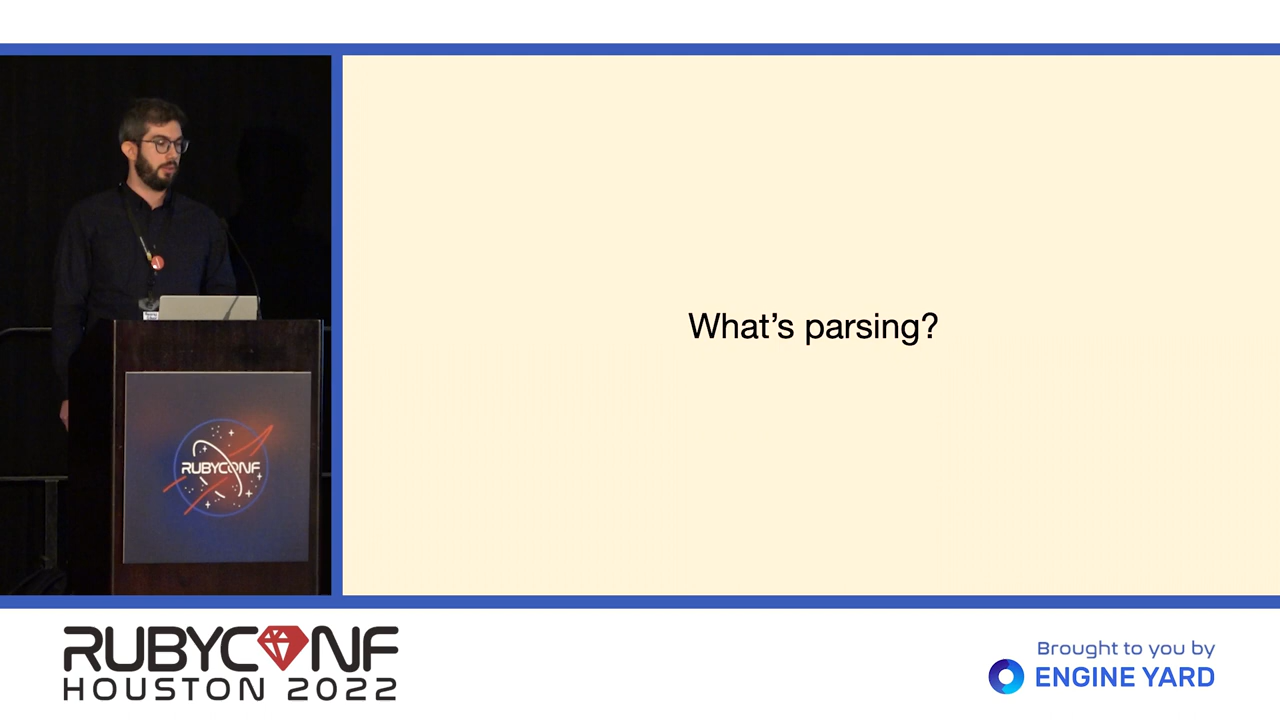 What's parsing?
RUBYCONF
RUBYCONF
HOUSTON 2022
Brought to you by
ENGINE YARD